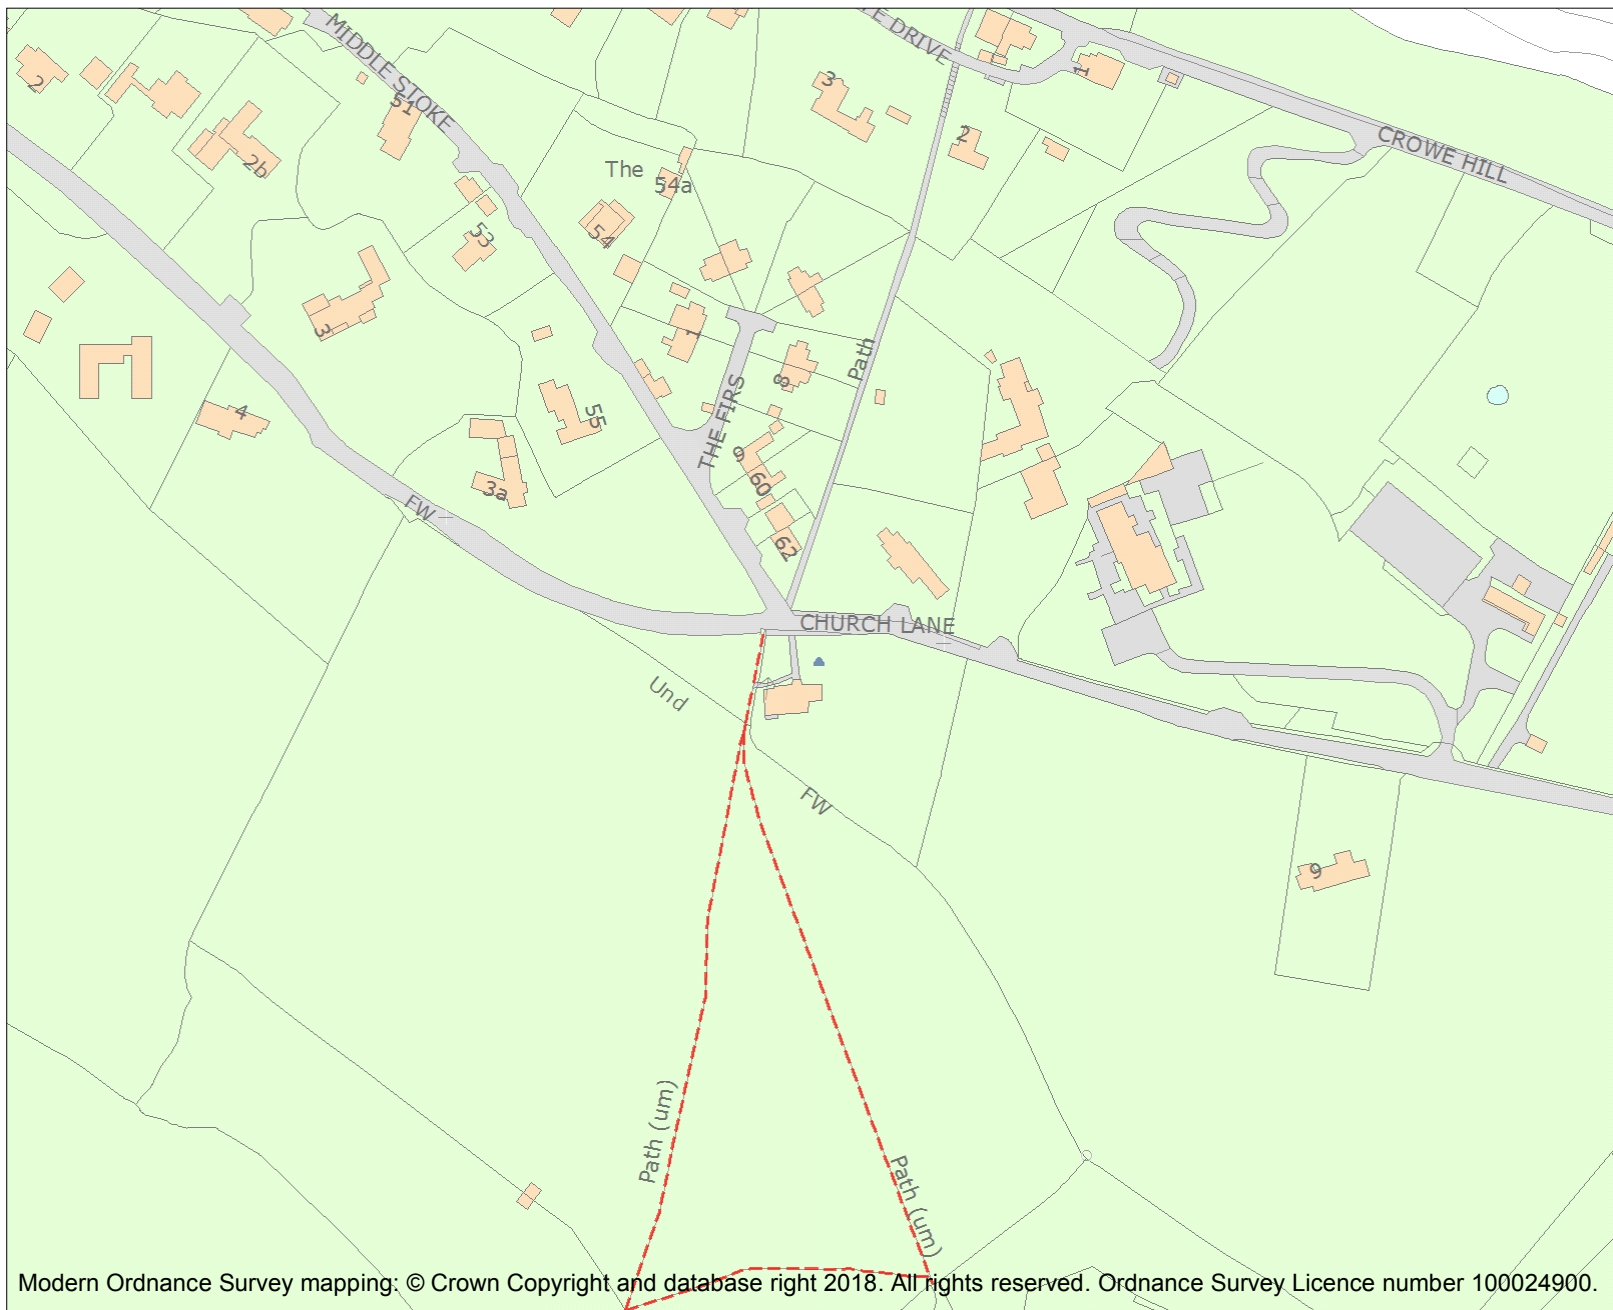 MIDDLE STOKE
E DRIVE
CROWE HILL
2
51
2b
3
1
2
The
54a
54
53
3
1
Path
8
55
THE FIRS
4
9
60
3a
FW
62
CHURCH LANE
Und
FW
9
Path (um)
Path (um)
Modern Ordnance Survey mapping: © Crown Copyright and database right 2018. All rights reserved. Ordnance Survey Licence number 100024900.